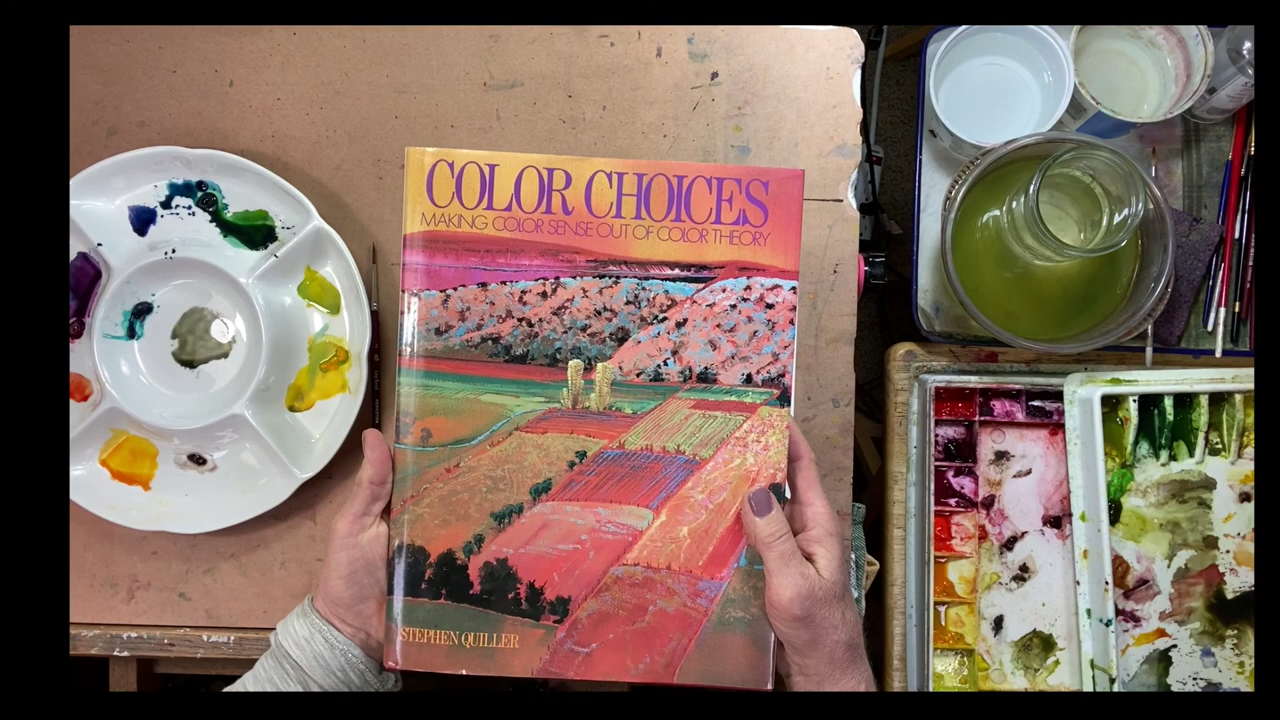 COLOR CHOICES
MAKING COLOR SENSE OUT OF COLOR THEORY
STEPHEN QUILLER